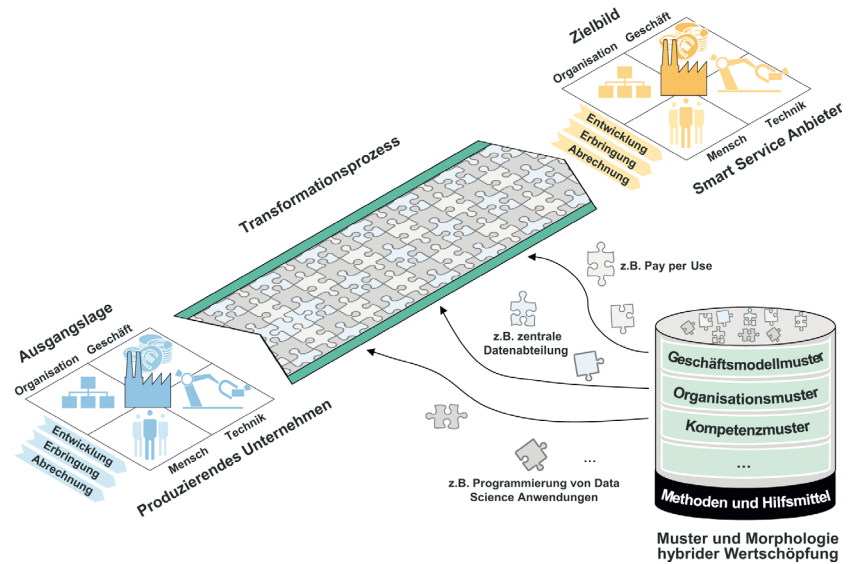 Zielbild
Organisation
Geschäft
Mensch
Technik
Entwicklung
Erbringung
Abrechnung
Smart Service Anbieter
Transformationsprozess
Ausgangslage
Organisation
Geschäft
Mensch
Technik
Entwicklung
Erbringung
Abrechnung
Produzierendes Unternehmen
z.B. Pay per Use
z.B. zentrale
Datenabteilung
...
z.B. Programmierung von Data
Science Anwendungen
Geschäftsmodellmuster
Organisationsmuster
Kompetenzmuster
...
Methoden und Hilfsmittel
Muster und Morphologie
hybrider Wertschöpfung